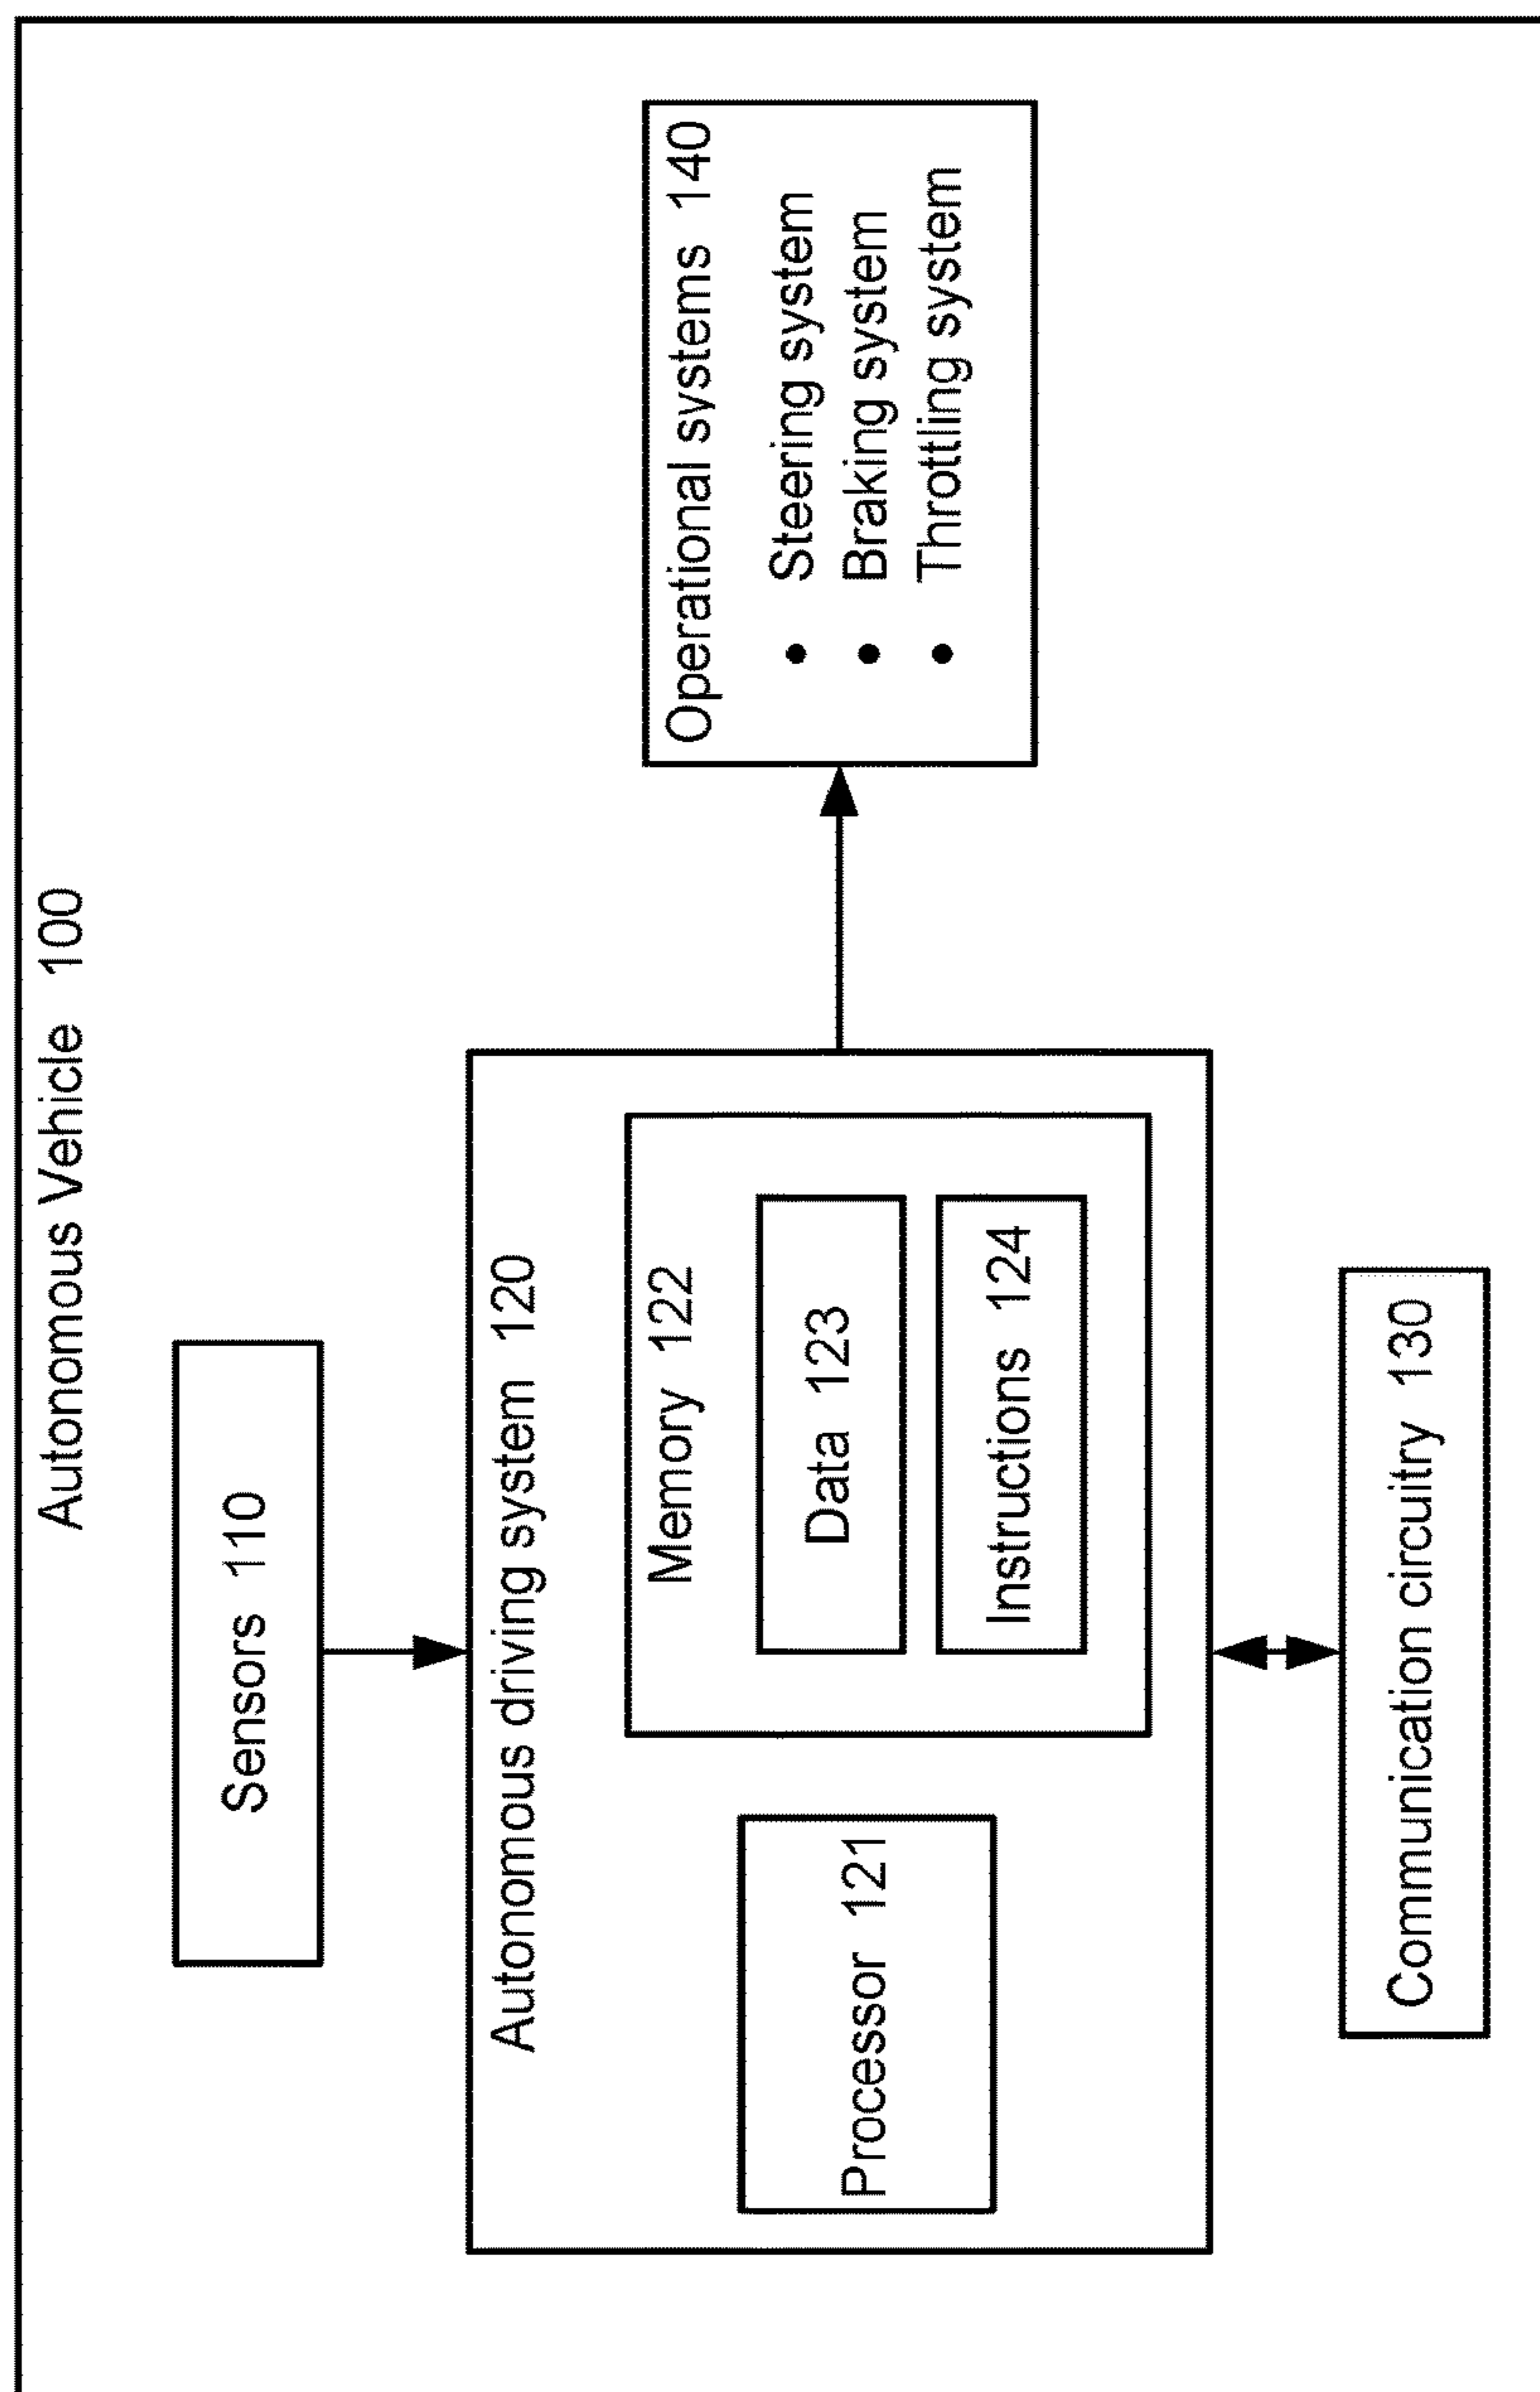 Autonomous Vehicle 100
Sensors 110
Autonomous driving system 120
Processor 121
Memory 122
Data 123
Instructions 124
Operational systems 140
• Steering system
• Braking system
• Throttling system
Communication circuitry 130